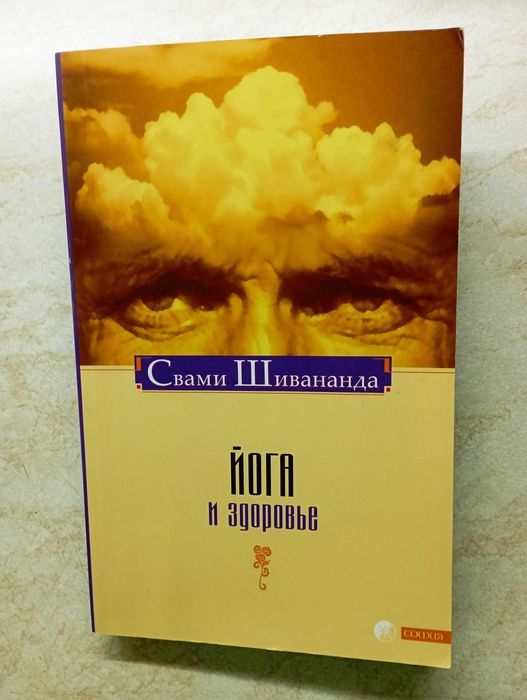 Свами Шивананда
Йога
и здоровье
София